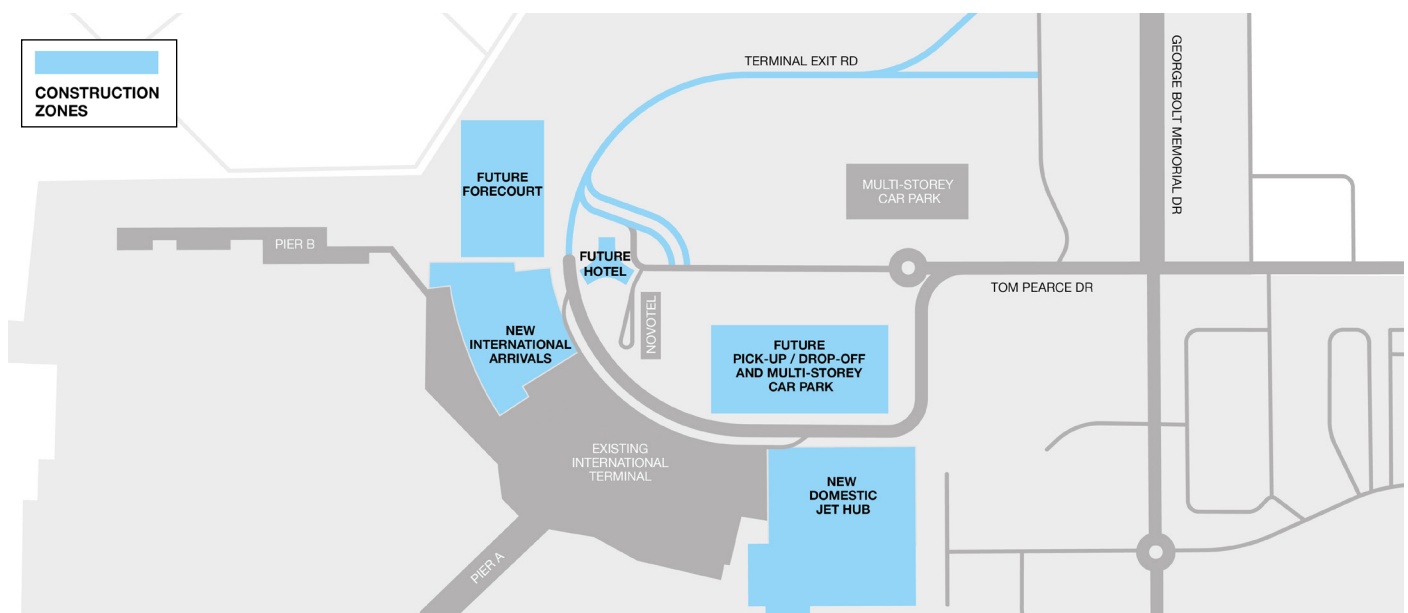 CONSTRUCTION
ZONES
TERMINAL EXIT RD
GEORGE BOLT MEMORIAL DR
FUTURE
FORECOURT
MULTI-STOREY
CAR PARK
PIER B
FUTURE
HOTEL
TOM PEARCE DR
NOVOTEL
NEW
INTERNATIONAL
ARRIVALS
FUTURE
PICK-UP / DROP-OFF
AND MULTI-STOREY
CAR PARK
EXISTING
INTERNATIONAL
TERMINAL
NEW
DOMESTIC
JET HUB
PIER A